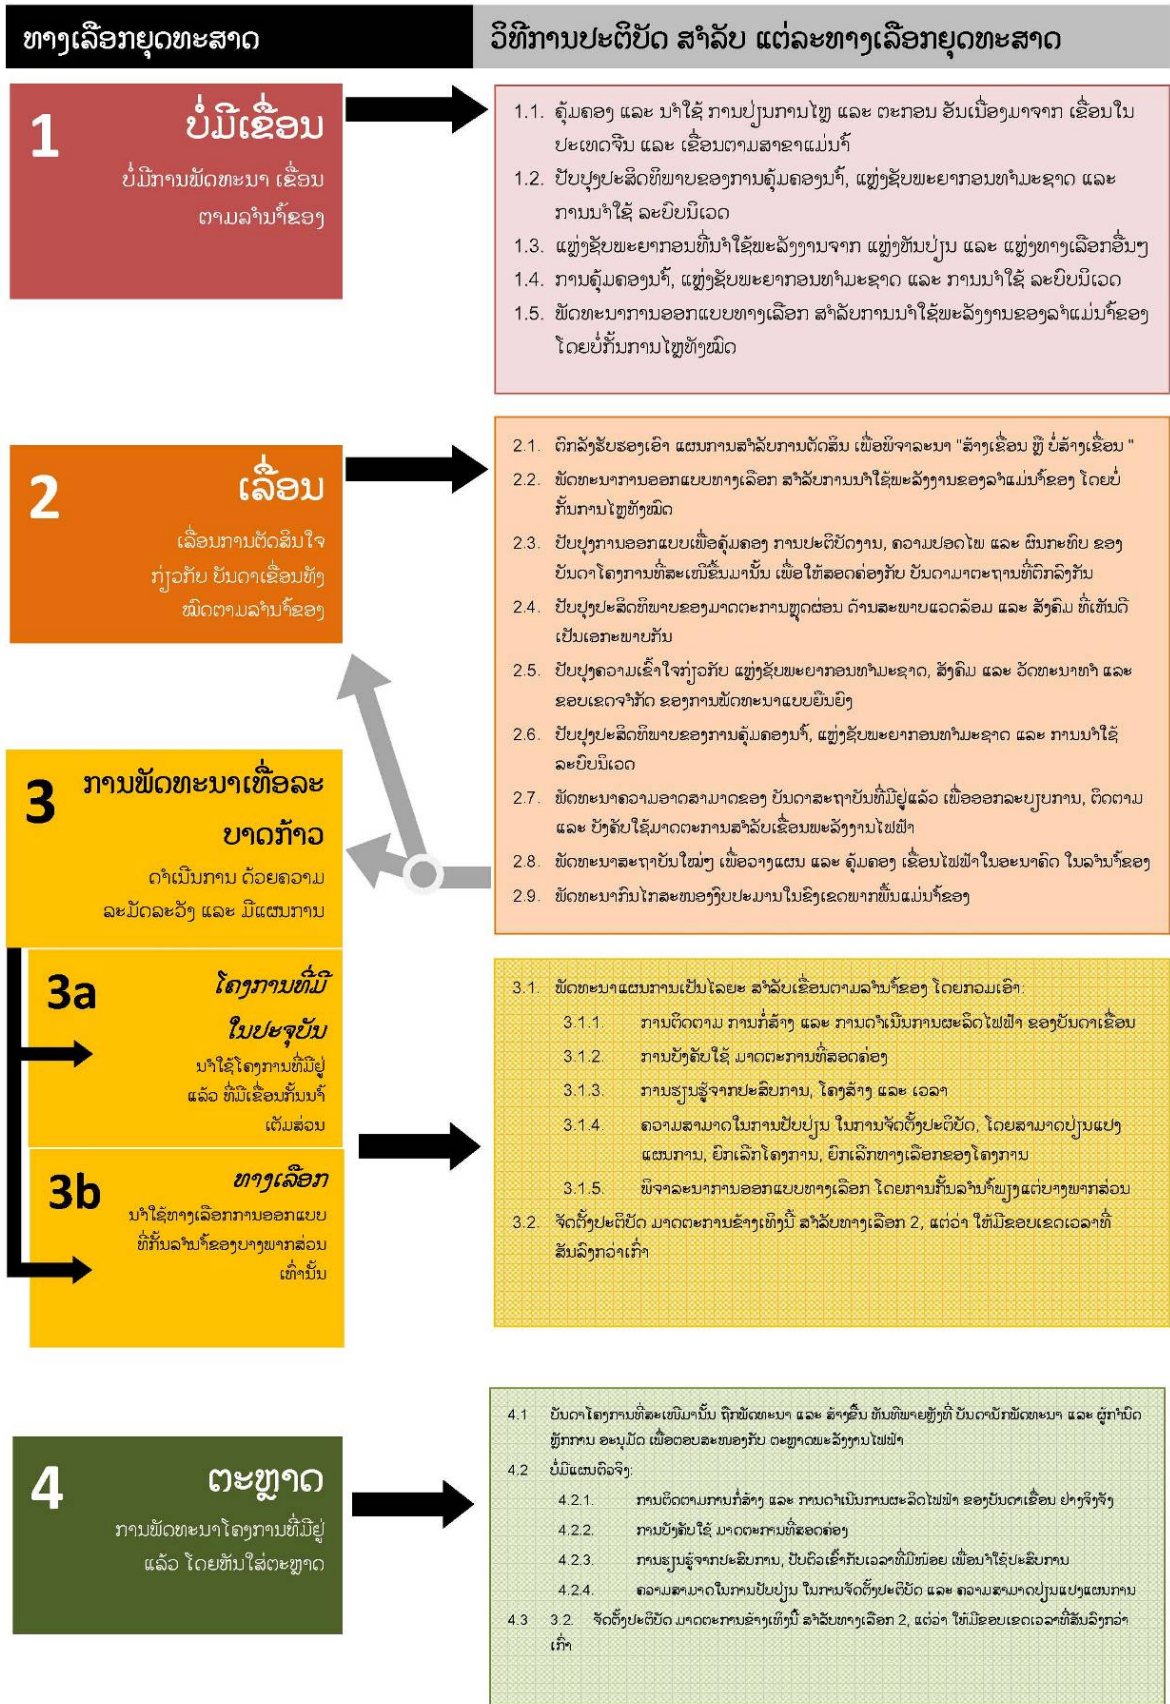 ທາງເລືອກຍຸດທະສາດ
ວິທີການປະຕິບັດ ສໍາລັບ ແຕ່ລະທາງເລືອກຍຸດທະສາດ
1
ບໍ່ມີເຂື່ອນ
ບໍ່ມີການພັດທະນາ ເຂື່ອນ
ຕາມລໍານໍ້າຂອງ
1.1. ຄຸ້ມຄອງ ແລະ ນໍາໃຊ້ ການປ່ຽນການໄຫຼ ແລະ ຕະກອນ ອັນເນື່ອງມາຈາກ ເຂື່ອນໃນ
ປະເທດຈີນ ແລະ ເຂື່ອນຕາມສາຂາແມ່ນໍ້າ
1.2. ປັບປຸງປະສິດທິພາບຂອງການຄຸ້ມຄອງນໍ້າ, ແຫຼ່ງຊັບພະຍາກອນທໍາມະຊາດ ແລະ
ການນໍາໃຊ້ ລະບົບນິເວດ
1.3. ແຫຼ່ງຊັບພະຍາກອນທີ່ນໍາໃຊ້ພະລັງງານຈາກ ແຫຼ່ງຫັນປ່ຽນ ແລະ ແຫຼ່ງທາງເລືອກອື່ນໆ
1.4. ການຄຸ້ມຄອງນໍ້າ, ແຫຼ່ງຊັບພະຍາກອນທໍາມະຊາດ ແລະ ການນໍາໃຊ້ ລະບົບນິເວດ
1.5. ພັດທະນາການອອກແບບທາງເລືອກ ສໍາລັບການນໍາໃຊ້ພະລັງງານຂອງລໍາແມ່ນໍ້າຂອງ
ໂດຍບໍ່ກັ້ນການໄຫຼທັງໝົດ
2
ເລື່ອນ
ເລື່ອນການຕັດສິນໃຈ
ກ່ຽວກັບ ບັນດາເຂື່ອນທັງ
ໝົດຕາມລໍານໍ້າຂອງ
2.1. ຕົກລົງຮັບຮອງເອົາ ແຜນການສໍາລັບການຕັດສິນ ເພື່ອພິຈາລະນາ "ສ້າງເຂື່ອນ ຫຼື ບໍ່ສ້າງເຂື່ອນ "
2.2. ພັດທະນາການອອກແບບທາງເລືອກ ສໍາລັບການນໍາໃຊ້ພະລັງງານຂອງລໍາແມ່ນໍ້າຂອງ ໂດຍບໍ່
ກັ້ນການໄຫຼທັງໝົດ
2.3. ປັບປຸງການອອກແບບເພື່ອຄຸ້ມຄອງ ການປະຕິບັດງານ, ຄວາມປອດໄພ ແລະ ຜົນກະທົບ ຂອງ
ບັນດາໂຄງການທີ່ສະເໜີຂື້ນມານັ້ນ ເພື່ອໃຫ້ສອດຄ່ອງກັບ ບັນດາມາດຕະຖານທີ່ຕົກລົງກັນ
2.4. ປັບປຸງປະສິດທິພາບຂອງມາດຕະການຫຼຸດຜ່ອນ ດ້ານສະພາບແວດລ້ອມ ແລະ ສັງຄົມ ທີ່ເຫັນດີ
ເປັນເອກະພາບກັນ
2.5. ປັບປຸງຄວາມເຂົ້າໃຈກ່ຽວກັບ ແຫຼ່ງຊັບພະຍາກອນທໍາມະຊາດ, ສັງຄົມ ແລະ ວັດທະນາທໍາ ແລະ
ຂອບເຂດຈໍາກັດ ຂອງການພັດທະນາແບບຍືນຍົງ
2.6. ປັບປຸງປະສິດທິພາບຂອງການຄຸ້ມຄອງນໍ້າ, ແຫຼ່ງຊັບພະຍາກອນທໍາມະຊາດ ແລະ ການນໍາໃຊ້
ລະບົບນິເວດ
2.7. ພັດທະນາຄວາມອາດສາມາດຂອງ ບັນດາສະຖາບັນທີ່ມີຢູ່ແລ້ວ ເພື່ອອອກລະບຽບການ, ຕິດຕາມ
ແລະ ບັງຄັບໃຊ້ມາດຕະການສໍາລັບເຂື່ອນພະລັງງານໄຟຟ້າ
2.8. ພັດທະນາສະຖາບັນໃໝ່ໆ ເພື່ອວາງແຜນ ແລະ ຄຸ້ມຄອງ ເຂື່ອນໄຟຟ້າໃນອະນາຄົດ ໃນລໍານໍ້າຂອງ
2.9. ພັດທະນາກົນໄກສະໜອງງົບປະມານໃນຂົງເຂດພາກພື້ນແມ່ນໍ້າຂອງ
3
ການພັດທະນາເທື່ອລະ
ບາດກ້າວ
ດໍາເນີນການ ດ້ວຍຄວາມ
ລະມັດລະວັງ ແລະ ມີແຜນການ
3a
ໂຄງການທີ່ມີ
ໃນປະຈຸບັນ
ນໍາໃຊ້ໂຄງການທີ່ມີຢູ່
ແລ້ວ ທີ່ມີເຂື່ອນກັ້ນນໍ້າ
ເຕັມສ່ວນ
3b
ທາງເລືອກ
ນໍາໃຊ້ທາງເລືອກການອອກແບບ
ທີ່ກັ້ນລໍານໍ້າຂອງບາງພາກສ່ວນ
ເທົ່ານັ້ນ
3.1. ພັດທະນາແຜນການເປັນໄລຍະ ສໍາລັບເຂື່ອນຕາມລໍານໍ້າຂອງ ໂດຍກວມເອົາ:
3.1.1. ການຕິດຕາມ ການກໍ່ສ້າງ ແລະ ການດໍາເນີນການຜະລິດໄຟຟ້າ ຂອງບັນດາເຂື່ອນ
3.1.2. ການບັງຄັບໃຊ້ ມາດຕະການທີ່ສອດຄ່ອງ
3.1.3. ການຮຽນຮູ້ຈາກປະສົບການ, ໂຄງສ້າງ ແລະ ເວລາ
3.1.4. ຄວາມສາມາດໃນການປັບປ່ຽນ ໃນການຈັດຕັ້ງປະຕິບັດ, ໂດຍສາມາດປ່ຽນແປງ
ແຜນການ, ຍົກເລີກໂຄງການ, ຍົກເລີກທາງເລືອກຂອງໂຄງການ
3.1.5. ພິຈາລະນາການອອກແບບທາງເລືອກ ໂດຍການກັ້ນລໍານໍ້າພຽງແຕ່ບາງພາກສ່ວນ
3.2. ຈັດຕັ້ງປະຕິບັດ ມາດຕະການຂ້າງເທິງນີ້ ສໍາລັບທາງເລືອກ 2, ແຕ່ວ່າ ໃຫ້ມີຂອບເຂດເວລາທີ່
ສັ້ນລົງກວ່າເກົ່າ
4
ຕະຫຼາດ
ການພັດທະນາໂຄງການທີ່ມີຢູ່
ແລ້ວ ໂດຍຫັນໃສ່ຕະຫຼາດ
4.1 ບັນດາໂຄງການທີ່ສະເໜີມານັ້ນ ຖືກພັດທະນາ ແລະ ສ້າງຂື້ນ ທັນທີພາຍຫຼັງທີ່ ບັນດານັກພັດທະນາ ແລະ ຜູ້ກໍານົດ
ຫຼັກການ ອະນຸມັດ ເພື່ອຕອບສະໜອງກັບ ຕະຫຼາດພະລັງງານໄຟຟ້າ
4.2 ບໍ່ມີແຜນຕົວຈິງ:
4.2.1. ການຕິດຕາມການກໍ່ສ້າງ ແລະ ການດໍາເນີນການຜະລິດໄຟຟ້າ ຂອງບັນດາເຂື່ອນ ຢ່າງຈິງຈັງ
4.2.2. ການບັງຄັບໃຊ້ ມາດຕະການທີ່ສອດຄ່ອງ
4.2.3. ການຮຽນຮູ້ຈາກປະສົບການ, ປັບຕົວເຂົ້າກັບເວລາທີ່ມີໜ້ອຍ ເພື່ອນໍາໃຊ້ປະສົບການ
4.2.4. ຄວາມສາມາດໃນການປັບປ່ຽນ ໃນການຈັດຕັ້ງປະຕິບັດ ແລະ ຄວາມສາມາດປ່ຽນແປງແຜນການ
4.3 3.2. ຈັດຕັ້ງປະຕິບັດ ມາດຕະການຂ້າງເທິງນີ້ ສໍາລັບທາງເລືອກ 2, ແຕ່ວ່າ ໃຫ້ມີຂອບເຂດເວລາທີ່ສັ້ນລົງກວ່າ
ເກົ່າ